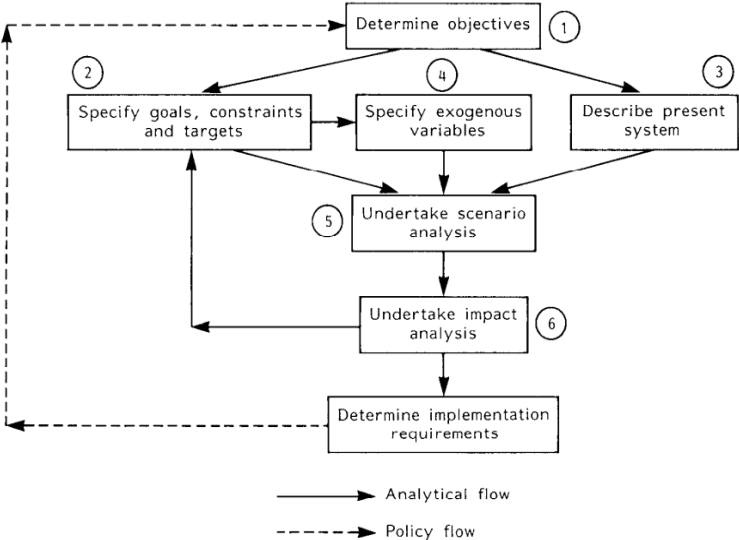 Determine objectives
1
2
4
3
Specify goals, constraints
and targets
Specify exogenous
variables
Describe present
system
5
Undertake scenario
analysis
Undertake impact
analysis
6
Determine implementation
requirements
Analytical flow
Policy flow